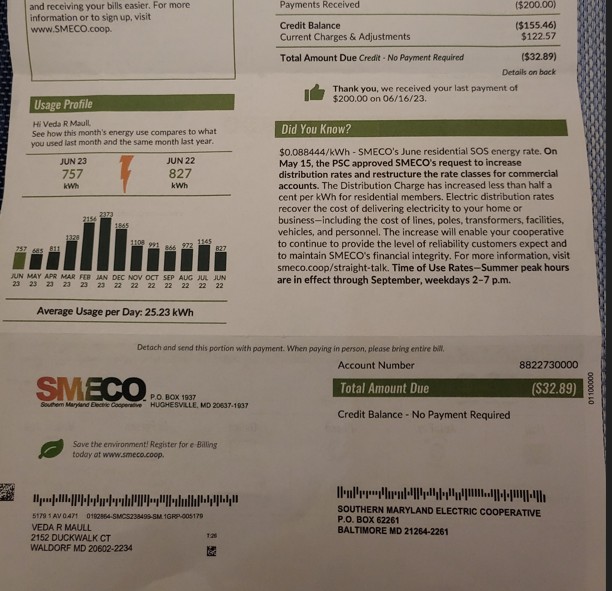 and receiving your bills easier. For more
information or to sign up, visit
www.SMECO.coop.
Payments Received ($200.00)
Credit Balance ($155.46)
Current Charges & Adjustments $122.57
Total Amount Due Credit - No Payment Required ($32.89)
Details on back
Thank you, we received your last payment of
$200.00 on 06/16/23.
Usage Profile
Hi Veda R Maull,
See how this month's energy use compares to what
you used last month and the same month last year.
JUN 23 JUN 22
757 827
kWh kWh
757 685 811 1328 2156 2373 1865 1108 991 866 972 1145 827
JUN MAY APR MAR FEB JAN DEC NOV OCT SEP AUG JUL JUN
23 23 23 23 23 23 22 22 22 22 22 22 22
Average Usage per Day: 25.23 kWh
Did You Know?
$0.088444/kWh - SMECO's June residential SOS energy rate. On
May 15, the PSC approved SMECO's request to increase
distribution rates and restructure the rate classes for commercial
accounts. The Distribution Charge has increased less than half a
cent per kWh for residential members. Electric distribution rates
recover the cost of delivering electricity to your home or
business—including the cost of lines, poles, transformers, facilities,
vehicles, and personnel. The increase will enable your cooperative
to continue to provide the level of reliability customers expect and
to maintain SMECO's financial integrity. For more information, visit
smeco.coop/straight-talk. Time of Use Rates—Summer peak hours
are in effect through September, weekdays 2–7 p.m.
Detach and send this portion with payment. When paying in person, please bring entire bill.
SMECO
Southern Maryland Electric Cooperative
P.O. BOX 1937
HUGHESVILLE, MD 20637-1937
Account Number 8822730000
Total Amount Due ($32.89)
Credit Balance - No Payment Required
01100000
Save the environment! Register for e-Billing
today at www.smeco.coop.
5179 1 AV 0.471 0192864-SMCS238499-SM.1GRP-005179
VEDA R MAULL
2152 DUCKWALK CT
WALDORF MD 20602-2234
7:26
SOUTHERN MARYLAND ELECTRIC COOPERATIVE
P.O. BOX 62261
BALTIMORE MD 21264-2261